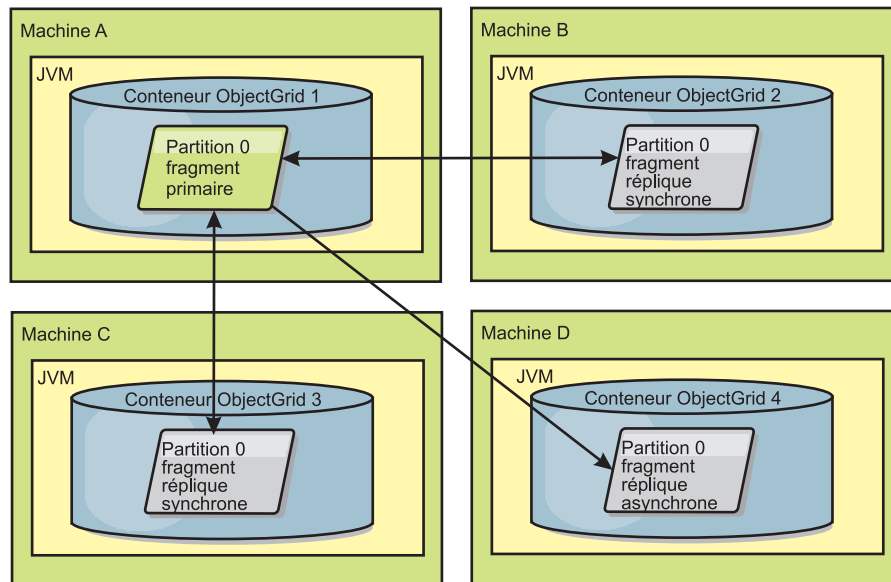 Machine A
JVM
Conteneur ObjectGrid 1
Partition 0
fragment
primaire
Machine B
JVM
Conteneur ObjectGrid 2
Partition 0
fragment
réplique
synchrone
Machine C
JVM
Conteneur ObjectGrid 3
Partition 0
fragment
réplique
synchrone
Machine D
JVM
Conteneur ObjectGrid 4
Partition 0
fragment
réplique
asynchrone